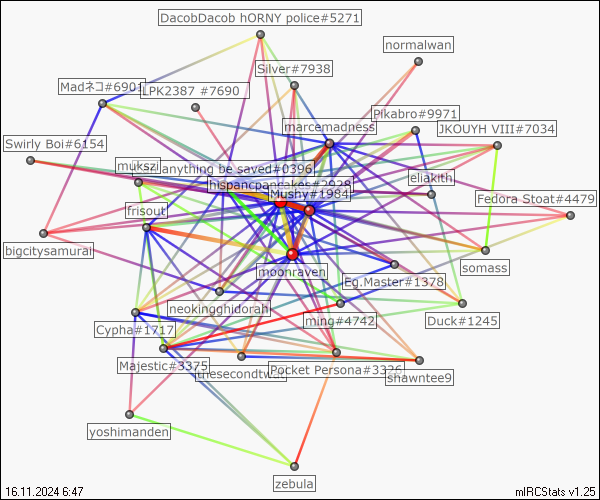 DacobDacob hORNY police#5271
normalwan
Silver#7938
Madネコ#6901
LPK2387 #7690
Pikabro#9971
marcemadness
JKOUYH VIII#7034
Swirly Boi#6154
mukszi
anything be saved#0396
eliakith
hispancpancakes#2928
Mushy#1984
Fedora Stoat#4479
frisout
bigcitysamurai
moonraven
somass
Eg.Master#1378
neokingghidorah
ming#4742
Duck#1245
Cypha#1717
Majestic#3375
Pocket Persona#3326
shawntee9
yoshimanden
zebula
16.11.2024 6:47
mIRCStats v1.25